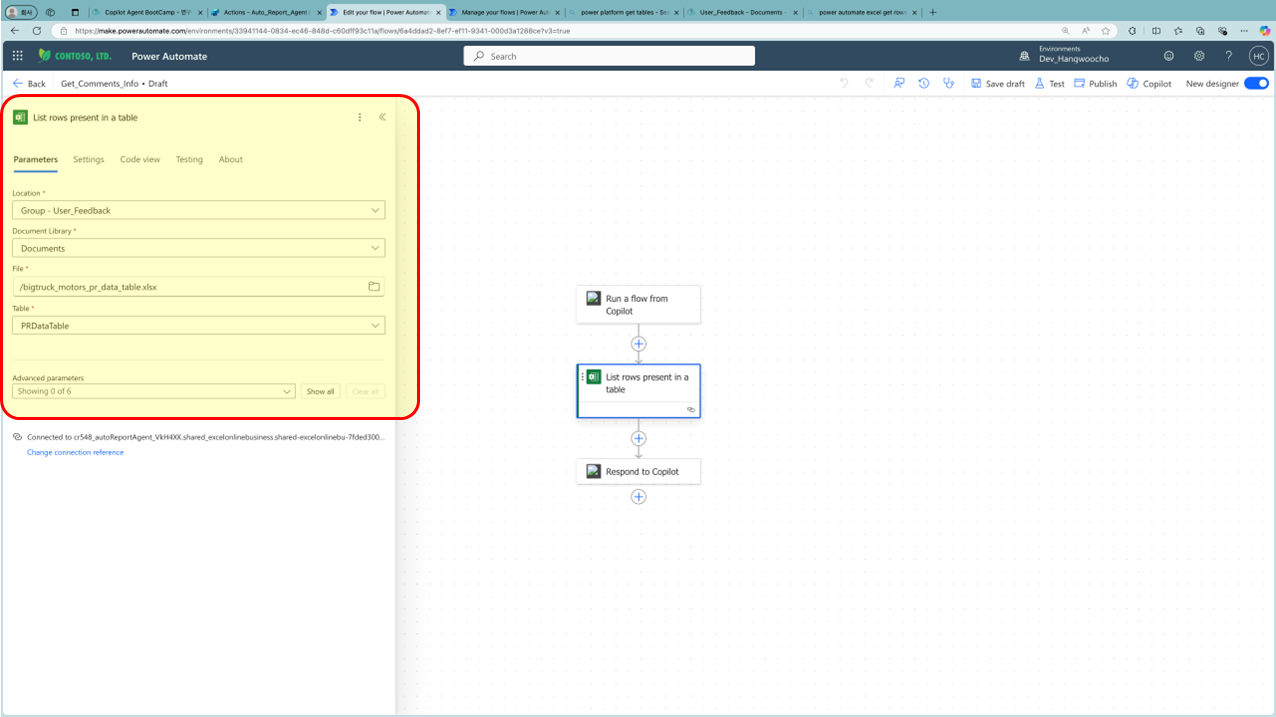 회사
Copilot Agent BootCamp - 연구
Actions - Auto_Report_Agent |
Edit your flow | Power Automate
Manage your flows | Power Aut
power platform get tables - Sea
User_Feedback - Documents -
power automate excel get rows
https://make.powerautomate.com/environments/33941144-0834-ec46-848d-c60dff93c11a/flows/6a4ddad2-8ef7-ef11-9341-000d3a1288ce?v3=true
CONTOSO, LTD.
Power Automate
Search
Environments
Dev_Hangwoocho
HC
Back
Get_Comments_Info • Draft
Save draft
Test
Publish
Copilot
New designer
List rows present in a table
Parameters
Settings
Code view
Testing
About
Location *
Group - User_Feedback
Document Library *
Documents
File *
/bigtruck_motors_pr_data_table.xlsx
Table *
PRDataTable
Advanced parameters
Showing 0 of 6
Show all
Clear all
Connected to cr548_autoReportAgent_VkH4XK.shared_excelonlinebusiness.shared-excelonlinebu-7fded300...
Change connection reference
Run a flow from
Copilot
List rows present in a
table
Respond to Copilot